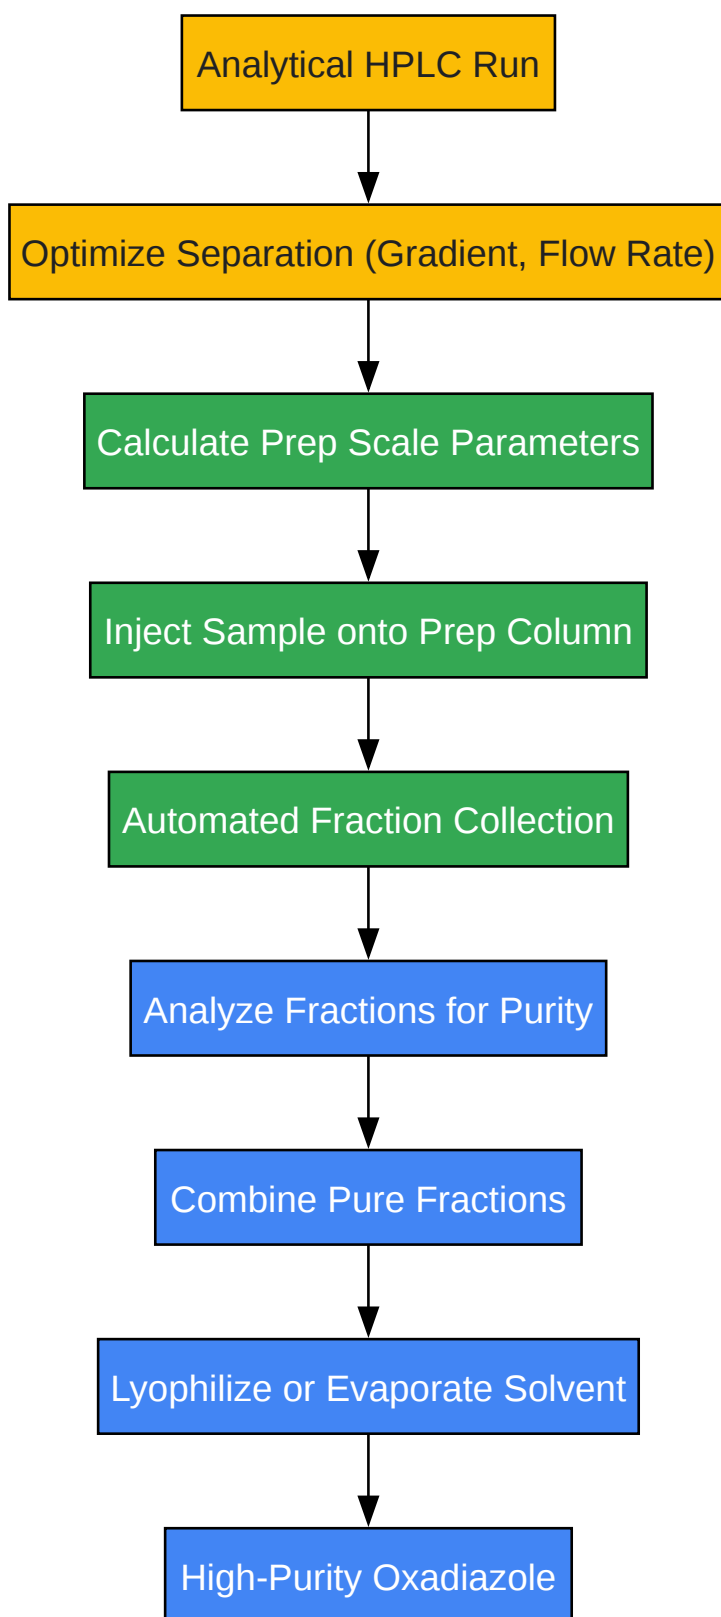 Analytical HPLC Run
Optimize Separation (Gradient, Flow Rate)
Calculate Prep Scale Parameters
Inject Sample onto Prep Column
Automated Fraction Collection
Analyze Fractions for Purity
Combine Pure Fractions
Lyophilize or Evaporate Solvent
High-Purity Oxadiazole